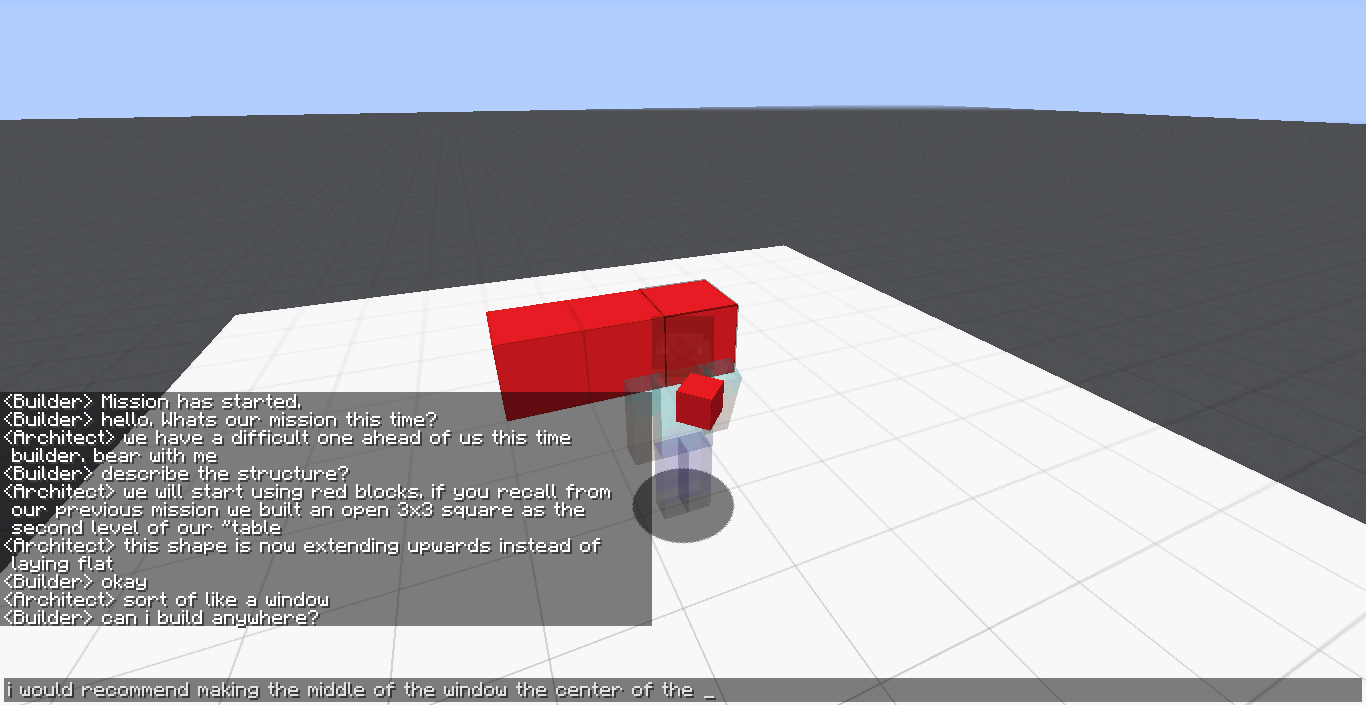 <Builder> Mission has started.
<Builder> hello. Whats our mission this time?
<Architect> we have a difficult one ahead of us this time
builder. bear with me
<Builder> describe the structure?
<Architect> we will start using red blocks. if you recall from
our previous mission we built an open 3x3 square as the
second level of our "table
<Architect> this shape is now extending upwards instead of
laying flat
<Builder> okay
<Architect> sort of like a window
<Builder> can i build anywhere?
i would recommend making the middle of the window the center of the _